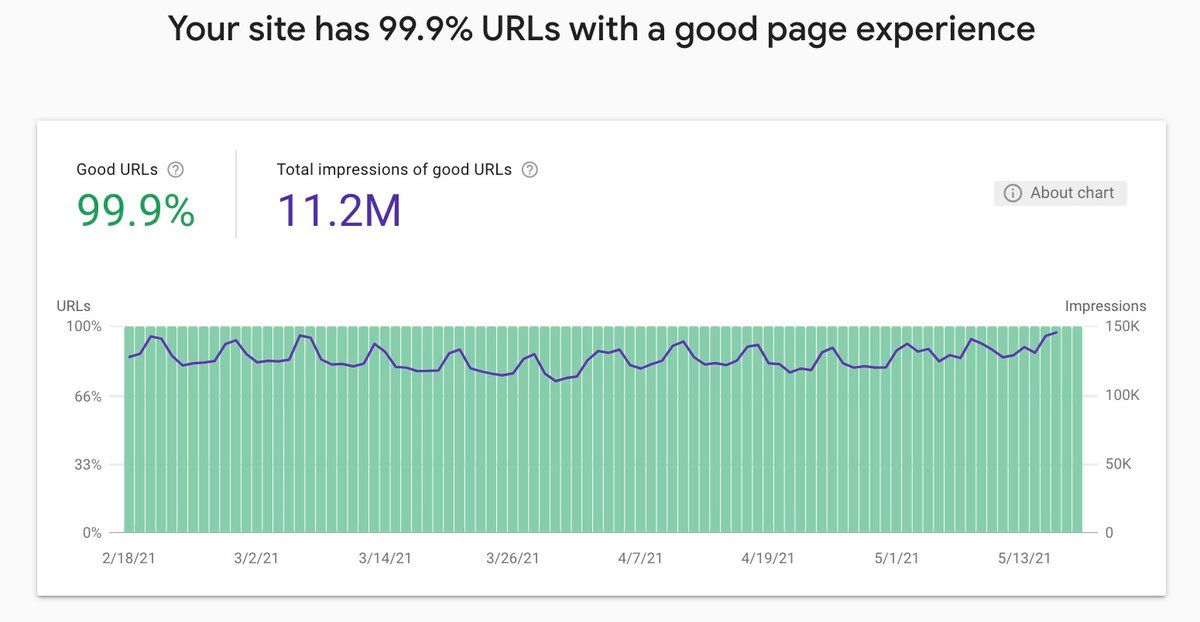 Your site has 99.9% URLs with a good page experience
Good URLs
Total impressions of good URLs
99.9%
11.2M
About chart
URLs
Impressions
100%
150K
66%
100K
33%
50K
0%
0
2/18/21
3/2/21
3/14/21
3/26/21
4/7/21
4/19/21
5/1/21
5/13/21